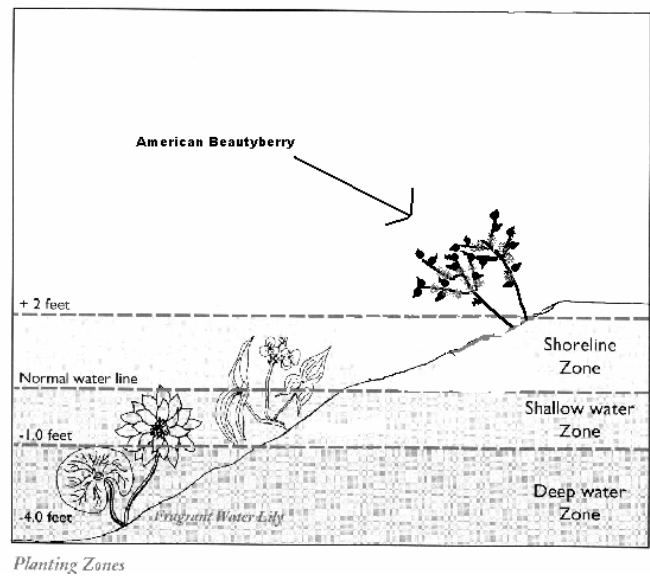 American Beautyberry
+ 2 feet
Shoreline
Zone
Normal water line
Shallow water
Zone
-1.0 feet
Deep water
Zone
-4.0 feet
Fragrant Water Lily
Planting Zones